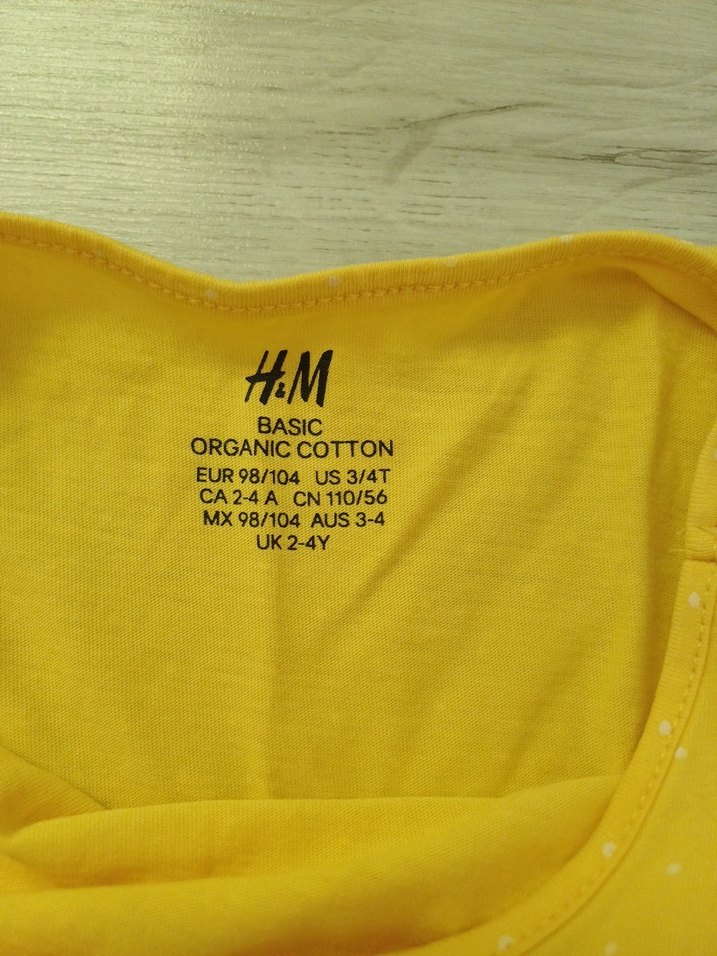 H&M
BASIC
ORGANIC COTTON
EUR 98/104 US 3/4T
CA 2-4 A CN 110/56
MX 98/104 AUS 3-4
UK 2-4Y